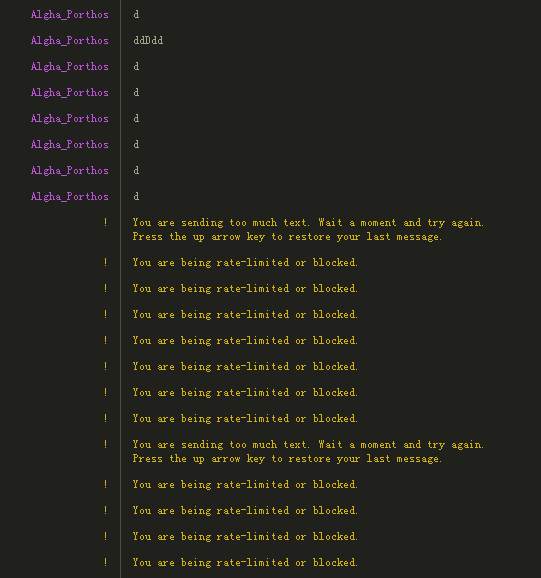 Algha_Porthos d
Algha_Porthos ddDdd
Algha_Porthos d
Algha_Porthos d
Algha_Porthos d
Algha_Porthos d
Algha_Porthos d
Algha_Porthos d
! You are sending too much text. Wait a moment and try again.
Press the up arrow key to restore your last message.
! You are being rate-limited or blocked.
! You are being rate-limited or blocked.
! You are being rate-limited or blocked.
! You are being rate-limited or blocked.
! You are being rate-limited or blocked.
! You are being rate-limited or blocked.
! You are being rate-limited or blocked.
! You are sending too much text. Wait a moment and try again.
Press the up arrow key to restore your last message.
! You are being rate-limited or blocked.
! You are being rate-limited or blocked.
! You are being rate-limited or blocked.
! You are being rate-limited or blocked.